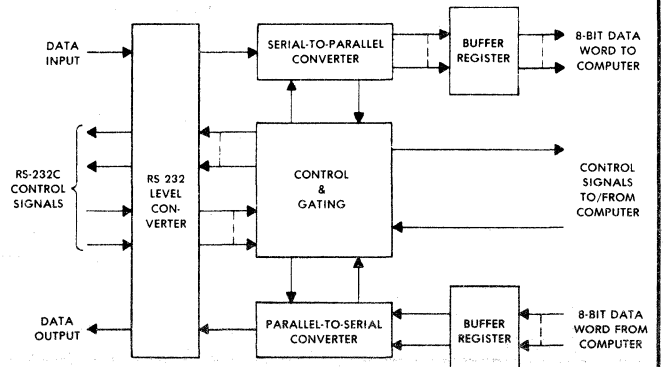 DATA
INPUT
SERIAL-TO-PARALLEL
CONVERTER
BUFFER
REGISTER
8-BIT DATA
WORD TO
COMPUTER
RS-232C
CONTROL
SIGNALS
RS 232
LEVEL
CON-
VERTER
CONTROL
&
GATING
CONTROL
SIGNALS
TO/FROM
COMPUTER
DATA
OUTPUT
PARALLEL-TO-SERIAL
CONVERTER
BUFFER
REGISTER
8-BIT DATA
WORD FROM
COMPUTER